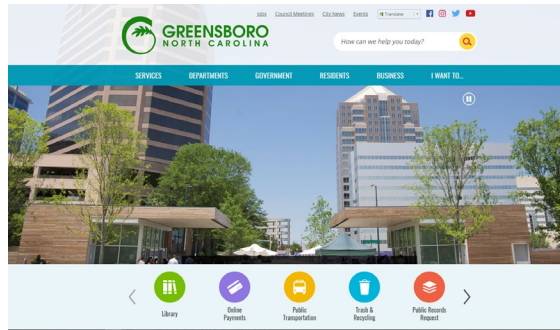 Jobs Council Meetings City News Events Translate
GREENSBORO
NORTH CAROLINA
How can we help you today?
SERVICES DEPARTMENTS GOVERNMENT RESIDENTS BUSINESS I WANT TO...
Library
Online
Payments
Public
Transportation
Trash &
Recycling
Public Records
Request